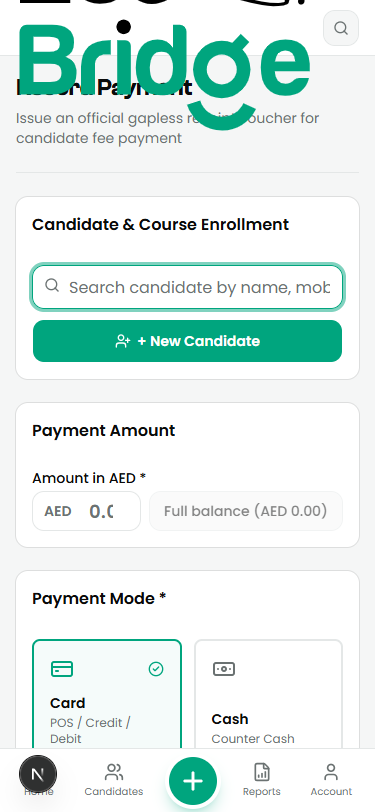 Bridge
Record Payment
Issue an official gapless receipt voucher for
candidate fee payment
Candidate & Course Enrollment
Search candidate by name, mob
+ New Candidate
Payment Amount
Amount in AED *
AED 0.0 Full balance (AED 0.00)
Payment Mode *
Card
POS / Credit /
Debit
Cash
Counter Cash
N
Home Candidates Reports Account